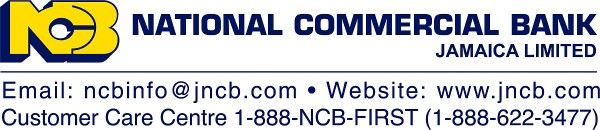 NCB NATIONAL COMMERCIAL BANK
JAMAICA LIMITED
Email: ncbinfo@jncb.com • Website: www.jncb.com
Customer Care Centre 1-888-NCB-FIRST (1-888-622-3477)